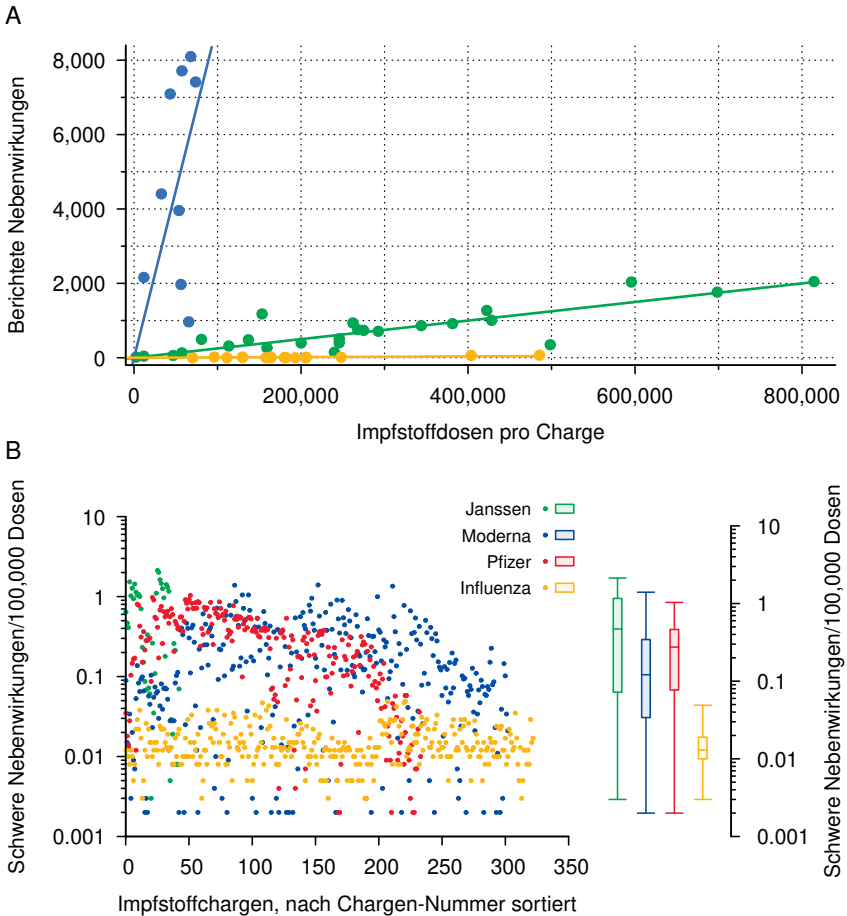 A
Berichtete Nebenwirkungen
8,000
6,000
4,000
2,000
0
0 200,000 400,000 600,000 800,000
Impfstoffdosen pro Charge
B
Schwere Nebenwirkungen/100,000 Dosen
10
1
0.1
0.01
0.001
0 50 100 150 200 250 300 350
Impfstoffchargen, nach Chargen-Nummer sortiert
Janssen
Moderna
Pfizer
Influenza
10
1
0.1
0.01
0.001
Schwere Nebenwirkungen/100,000 Dosen